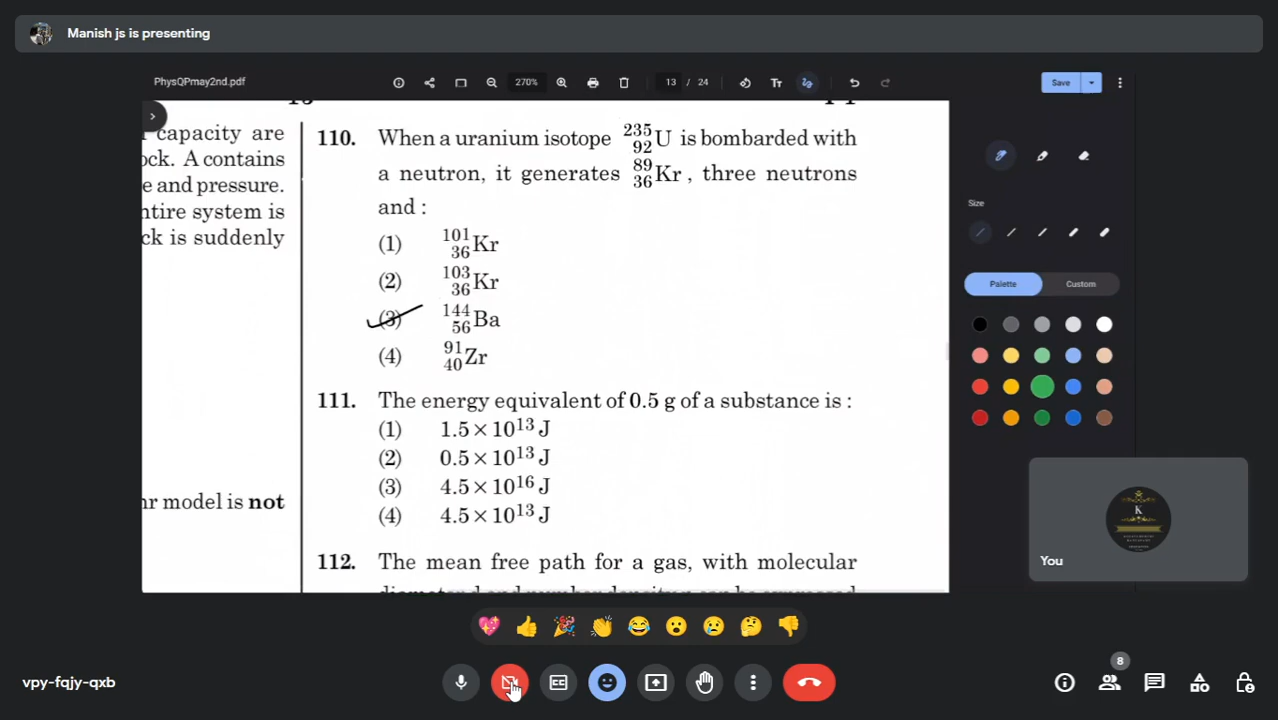 Manish js is presenting
PhysQPmay2nd.pdf
270%
13 / 24
Save
capacity are
ock. A contains
e and pressure.
ntire system is
ck is suddenly
nr model is not
110. When a uranium isotope 235 92 U is bombarded with
a neutron, it generates 89 36 Kr , three neutrons
and :
(1) 101 36 Kr
(2) 103 36 Kr
(3) 144 56 Ba
(4) 91 40 Zr
111. The energy equivalent of 0.5 g of a substance is :
(1) 1.5 × 10^13 J
(2) 0.5 × 10^13 J
(3) 4.5 × 10^16 J
(4) 4.5 × 10^13 J
112. The mean free path for a gas, with molecular
Size
Palette
Custom
K
You
vpy-fqjy-qxb
8